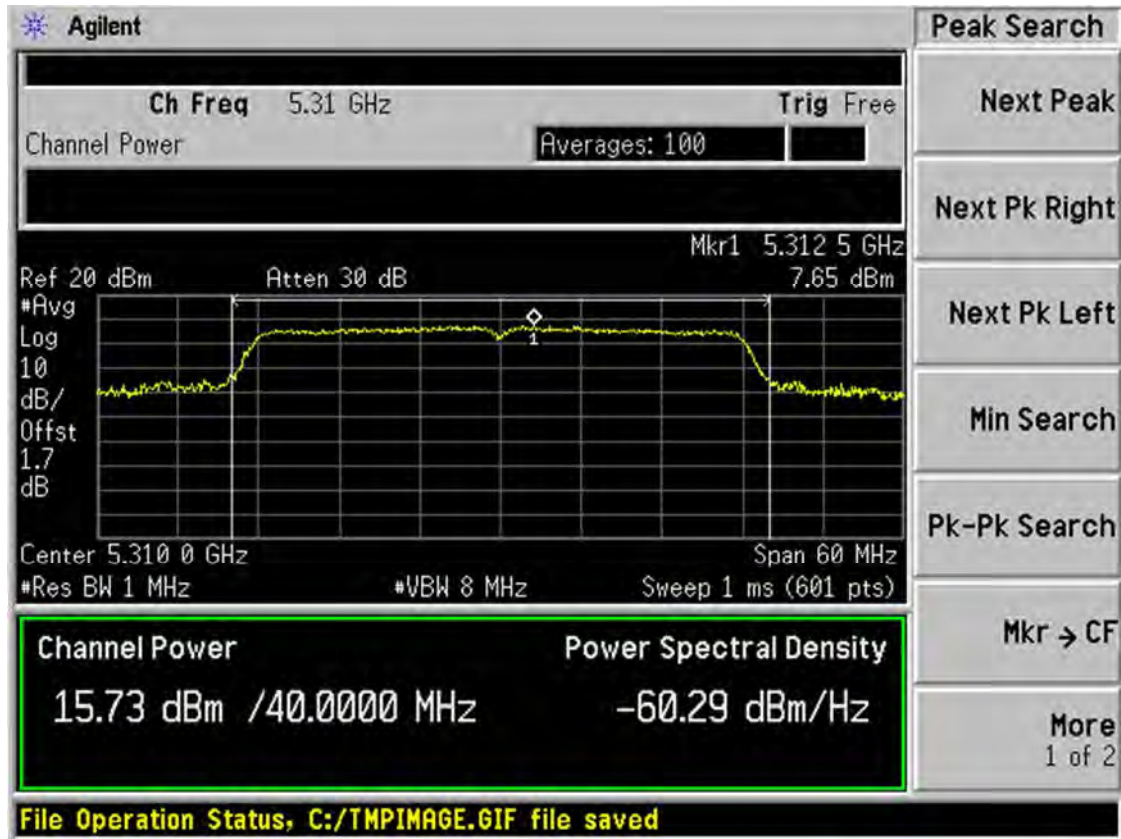 Agilent
Peak Search
Ch Freq 5.31 GHz Trig Free
Channel Power Averages: 100
Mkr1 5.312 5 GHz
Ref 20 dBm Atten 30 dB 7.65 dBm
#Avg
Log
10
dB/
Offst
1.7
dB
1
Center 5.310 0 GHz Span 60 MHz
#Res BW 1 MHz #VBW 8 MHz Sweep 1 ms (601 pts)
Channel Power Power Spectral Density
15.73 dBm /40.0000 MHz -60.29 dBm/Hz
File Operation Status, C:/TMPIMAGE.GIF file saved
Next Peak
Next Pk Right
Next Pk Left
Min Search
Pk-Pk Search
Mkr → CF
More
1 of 2